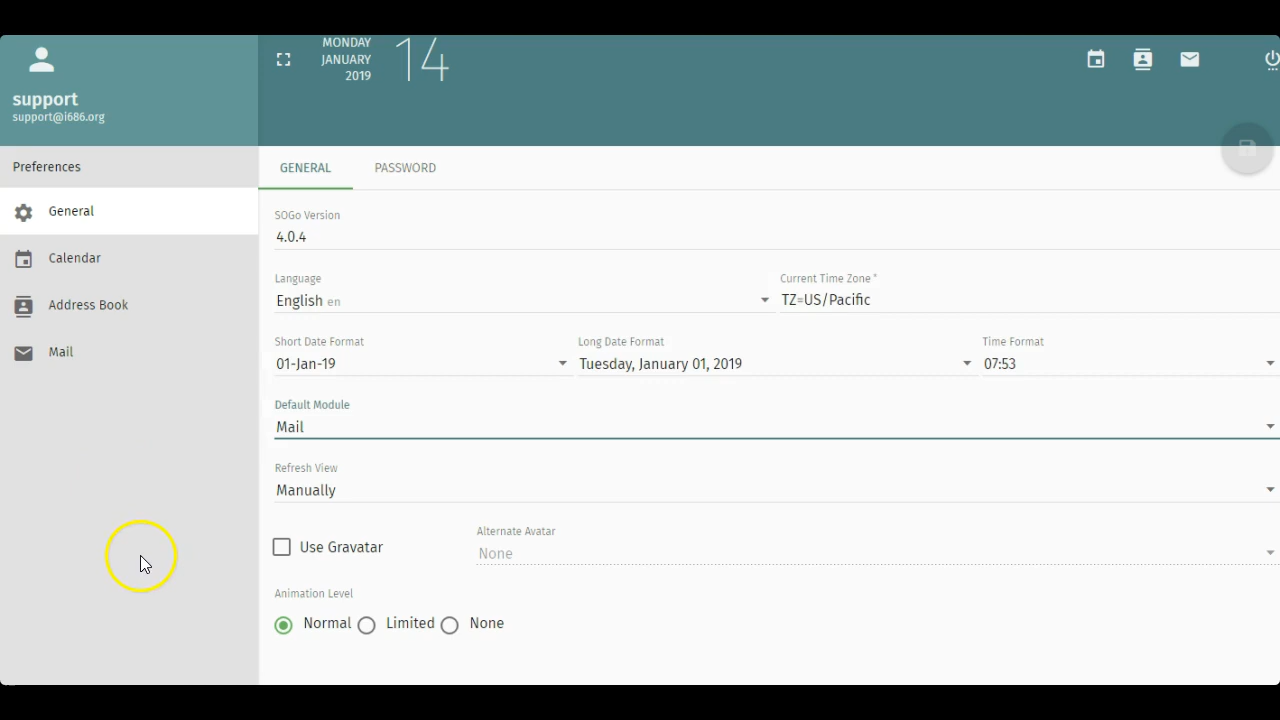 support
support@i686.org
MONDAY
JANUARY
2019
14
Preferences
General
Calendar
Address Book
Mail
GENERAL PASSWORD
SOGo Version
4.0.4
Language Current Time Zone *
English en TZ=US/Pacific
Short Date Format Long Date Format Time Format
01-Jan-19 Tuesday, January 01, 2019 07:53
Default Module
Mail
Refresh View
Manually
Alternate Avatar
Use Gravatar None
Animation Level
Normal Limited None